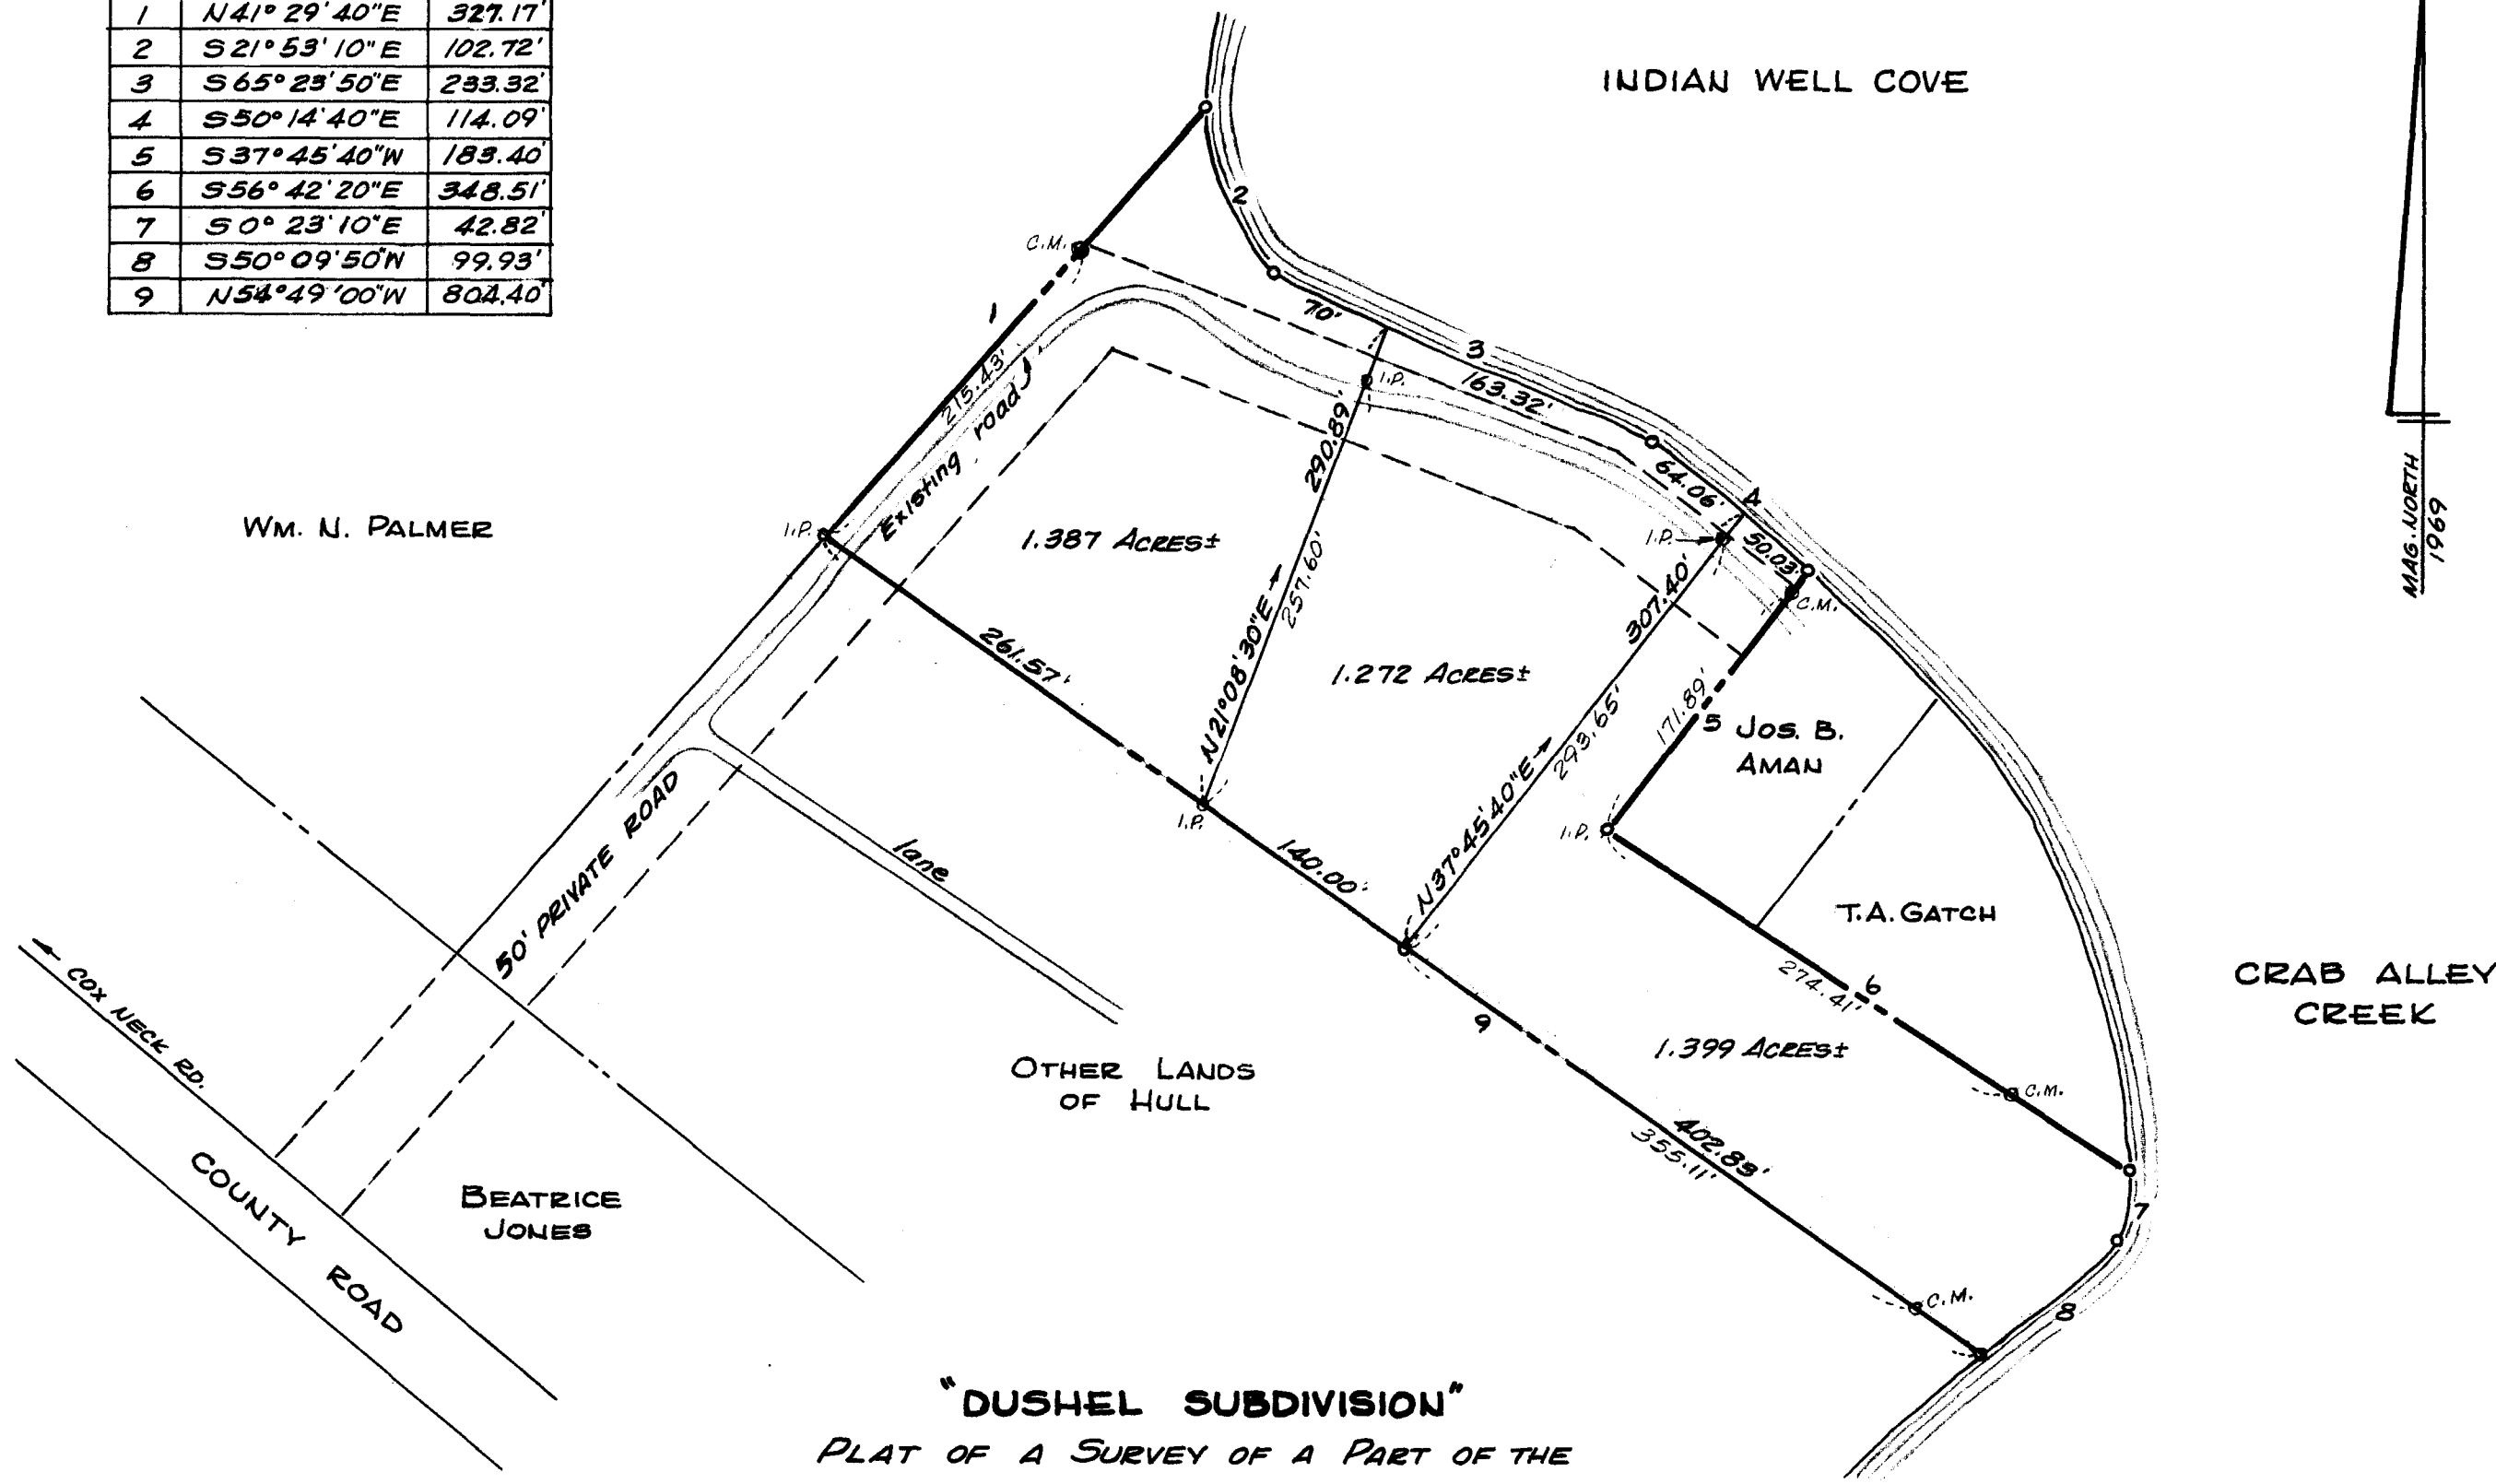 1 N41°29'40"E 327.17'
2 S21°53'10"E 102.72'
3 S65°23'50"E 233.32'
4 S50°14'40"E 114.09'
5 S37°45'40"W 183.40'
6 S56°42'20"E 348.51'
7 S0°23'10"E 42.82'
8 S50°09'50"W 99.93'
9 N54°49'00"W 804.40'
INDIAN WELL COVE
MAG. NORTH
1969
2
C.M.
1
70'
3
I.P.
163.32'
215.43'
Existing road
290.89'
64.06'
4
WM. N. PALMER
I.P.
1.387 ACRES±
I.P.
50.03'
C.M.
257.60'
N21°08'30"E
307.40'
261.57'
1.272 ACRES±
171.89'
5
JOS. B.
AMAN
293.65'
N37°45'40"E
I.P.
I.P.
50' PRIVATE ROAD
lane
140.00'
T.A. GATCH
COX NECK RD.
274.41'
6
CRAB ALLEY
CREEK
9
1.399 ACRES±
OTHER LANDS
OF HULL
C.M.
402.83'
355.11'
COUNTY ROAD
BEATRICE
JONES
7
C.M.
8
"DUSHEL SUBDIVISION"
PLAT OF A SURVEY OF A PART OF THE